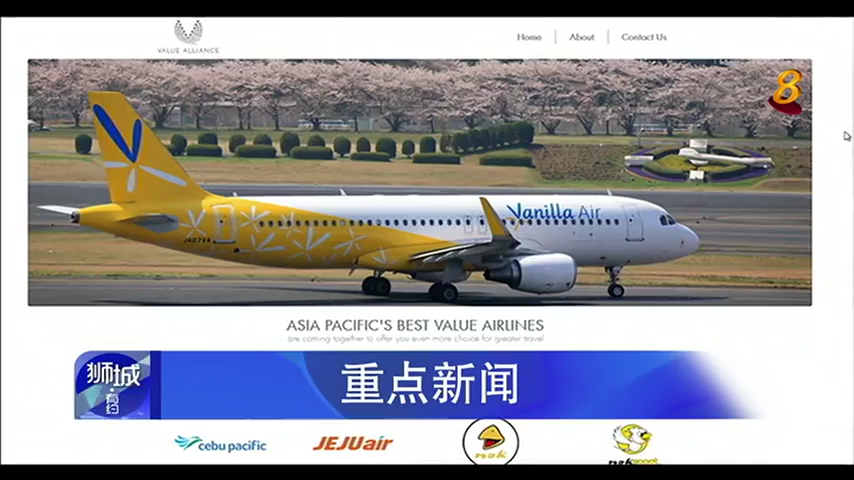 VALUE ALLIANCE
Home
About
Contact Us
8
Vanilla Air
JA07VA
ASIA PACIFIC'S BEST VALUE AIRLINES
are coming together to offer you even more choice for greater travel
狮城
有约
重点新闻
cebu pacific
JEJUair
nok
nokscoot